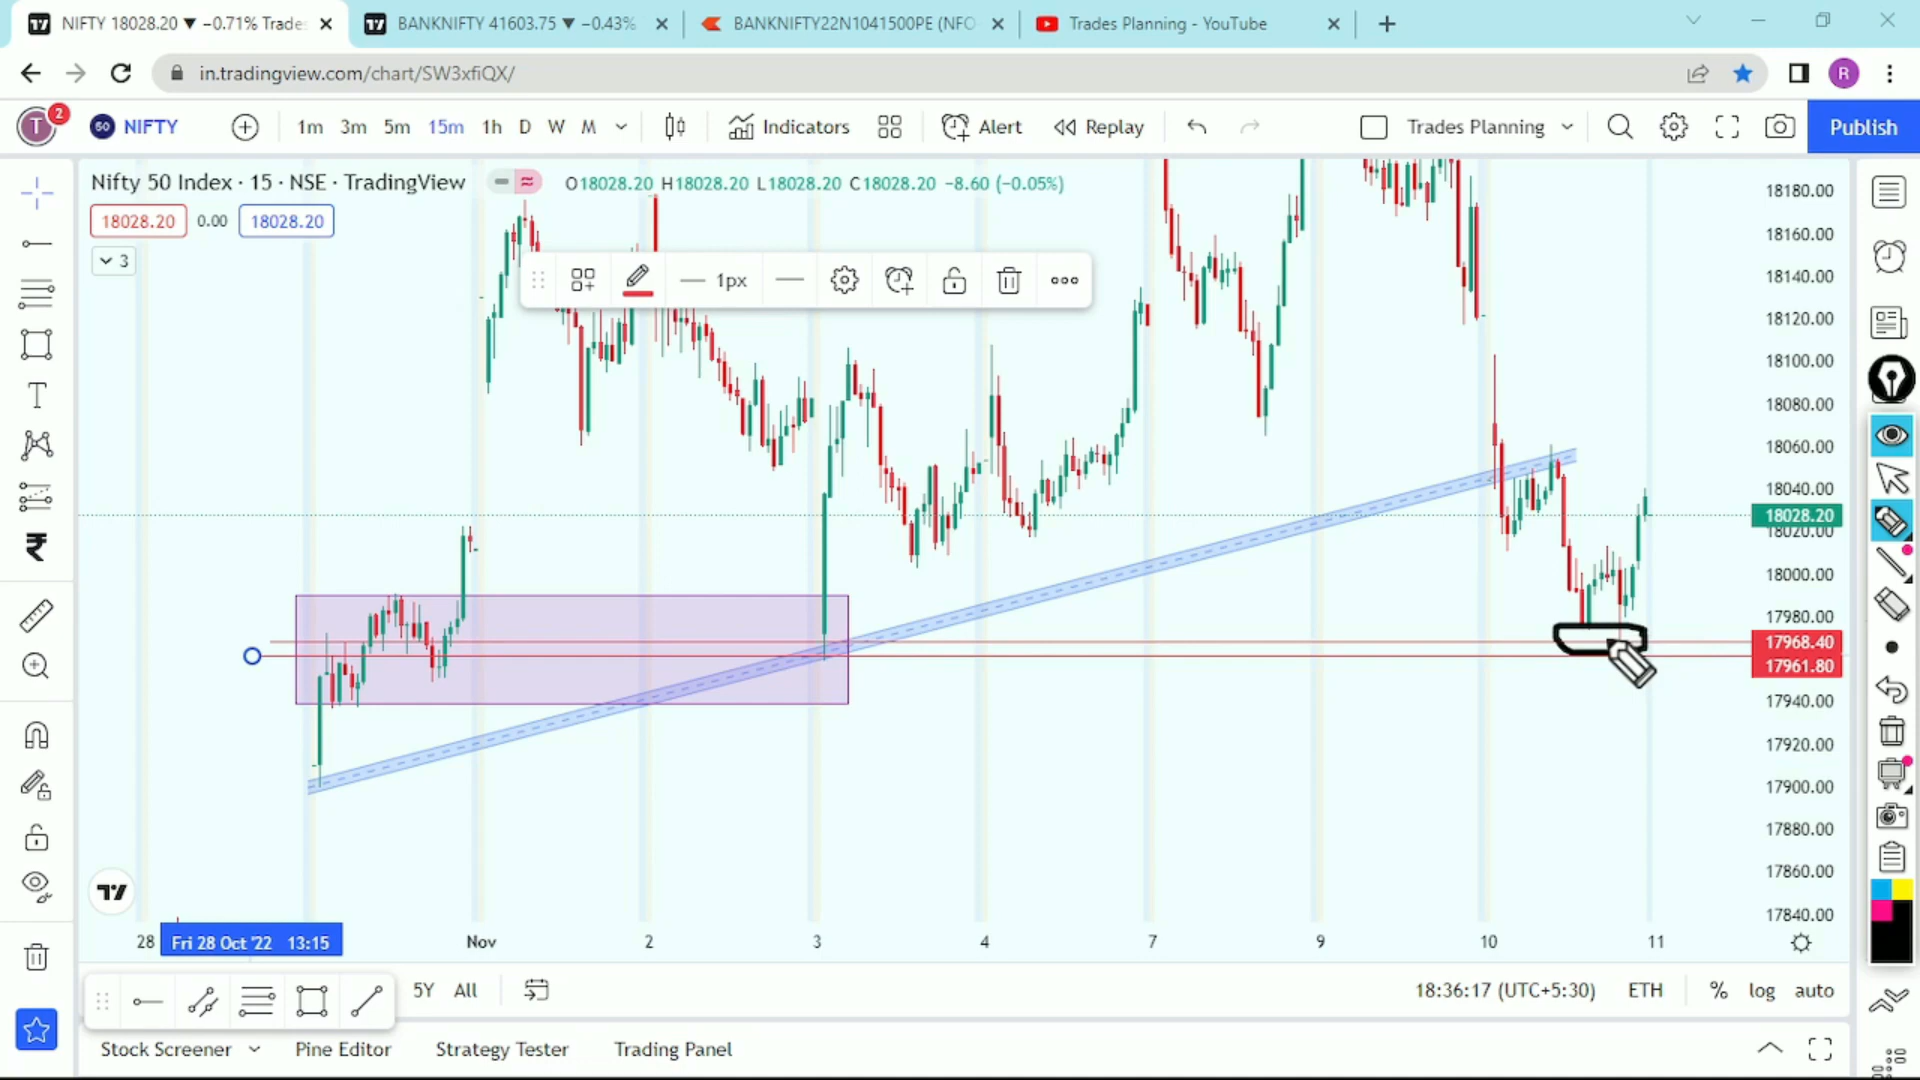 NIFTY 18028.20 ▼ −0.71% Trade
BANKNIFTY 41603.75 ▼ −0.43%
BANKNIFTY22N1041500PE (NFO
Trades Planning - YouTube
in.tradingview.com/chart/SW3xfiQX/
R
T
2
50
NIFTY
1m 3m 5m 15m 1h D W M
Indicators
Alert
Replay
Trades Planning
Publish
Nifty 50 Index · 15 · NSE · TradingView
O18028.20 H18028.20 L18028.20 C18028.20 −8.60 (−0.05%)
18028.20 0.00 18028.20
3
1px
18180.00
18160.00
18140.00
18120.00
18100.00
18080.00
18060.00
18040.00
18028.20
18020.00
18000.00
17980.00
17968.40
17961.80
17940.00
17920.00
17900.00
17880.00
17860.00
17840.00
28
Fri 28 Oct '22 13:15
Nov
2
3
4
7
9
10
11
5Y All
18:36:17 (UTC+5:30) ETH % log auto
Stock Screener
Pine Editor
Strategy Tester
Trading Panel